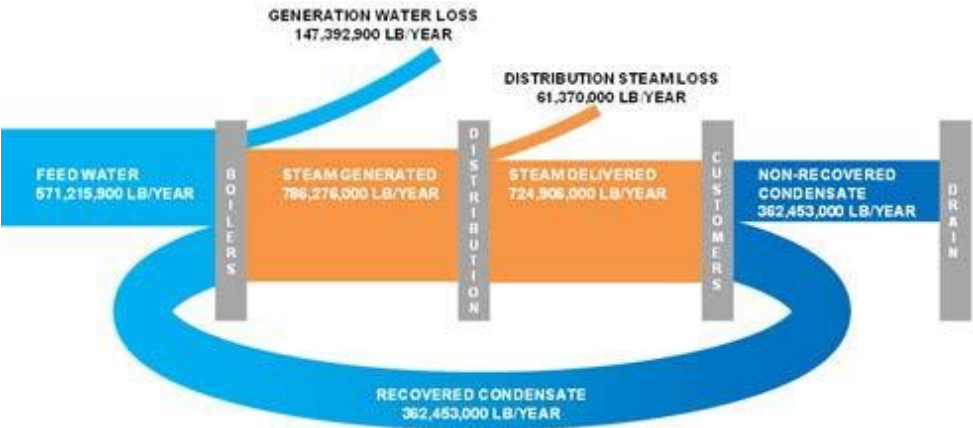 GENERATION WATER LOSS
147,392,900 LB/YEAR
DISTRIBUTION STEAM LOSS
61,370,000 LB/YEAR
FEED WATER
571,215,900 LB/YEAR
BOILERS
STEAM GENERATED
786,276,000 LB/YEAR
DISTRIBUTION
STEAM DELIVERED
724,906,000 LB/YEAR
CUSTOMERS
NON-RECOVERED
CONDENSATE
362,453,000 LB/YEAR
DRAIN
RECOVERED CONDENSATE
362,453,000 LB/YEAR